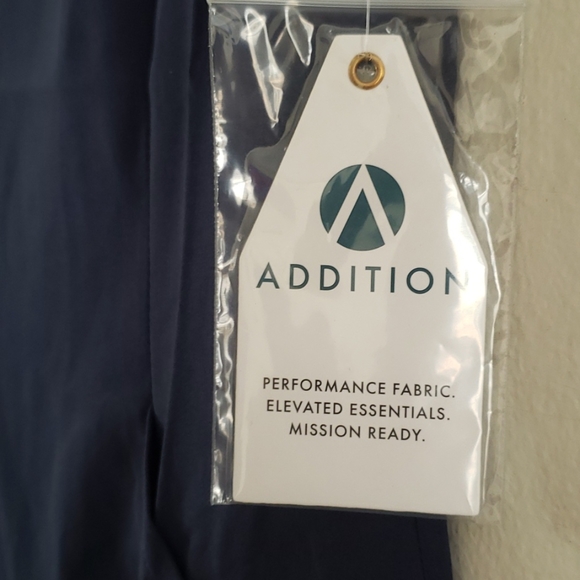 ADDITION
PERFORMANCE FABRIC.
ELEVATED ESSENTIALS.
MISSION READY.